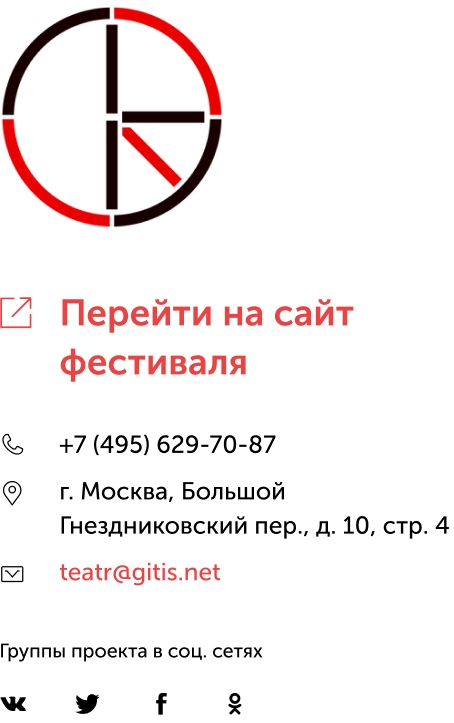 Перейти на сайт
фестиваля
+7 (495) 629-70-87
г. Москва, Большой
Гнездниковский пер., д. 10, стр. 4
teatr@gitis.net
Группы проекта в соц. сетях